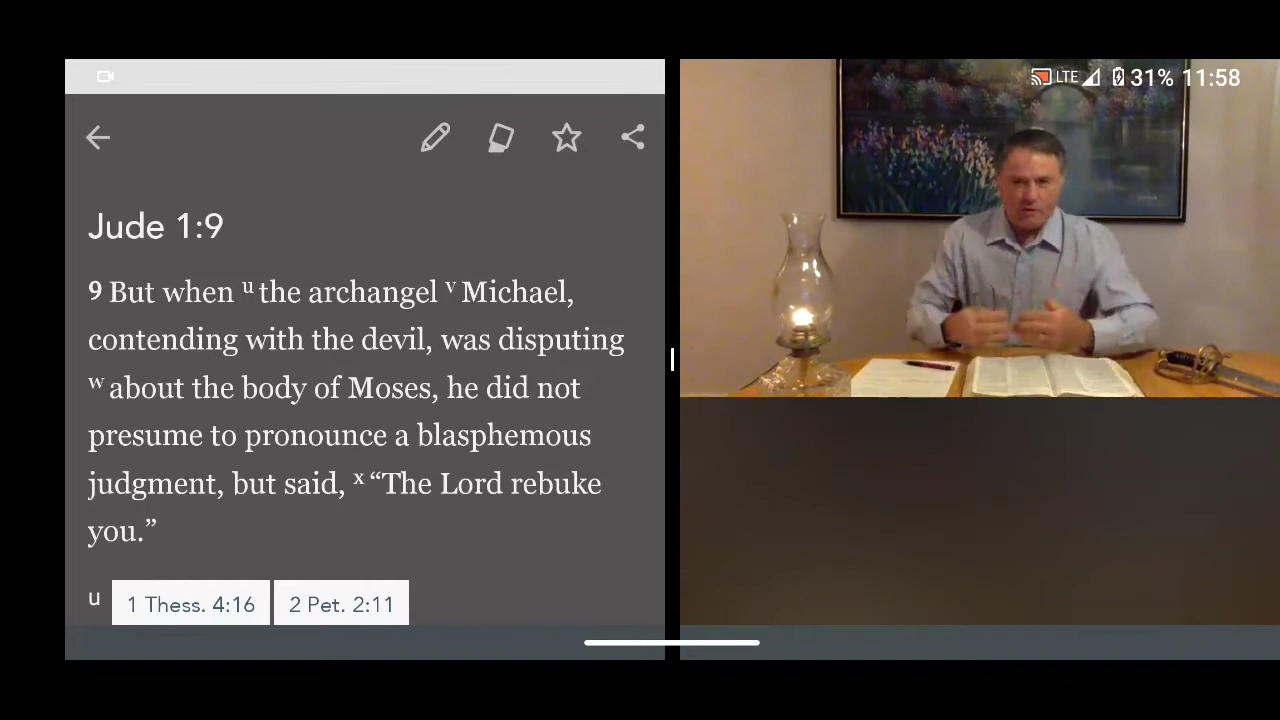 LTE 31% 11:58
Jude 1:9
9 But when u the archangel v Michael,
contending with the devil, was disputing
w about the body of Moses, he did not
presume to pronounce a blasphemous
judgment, but said, x “The Lord rebuke
you.”
u 1 Thess. 4:16 2 Pet. 2:11